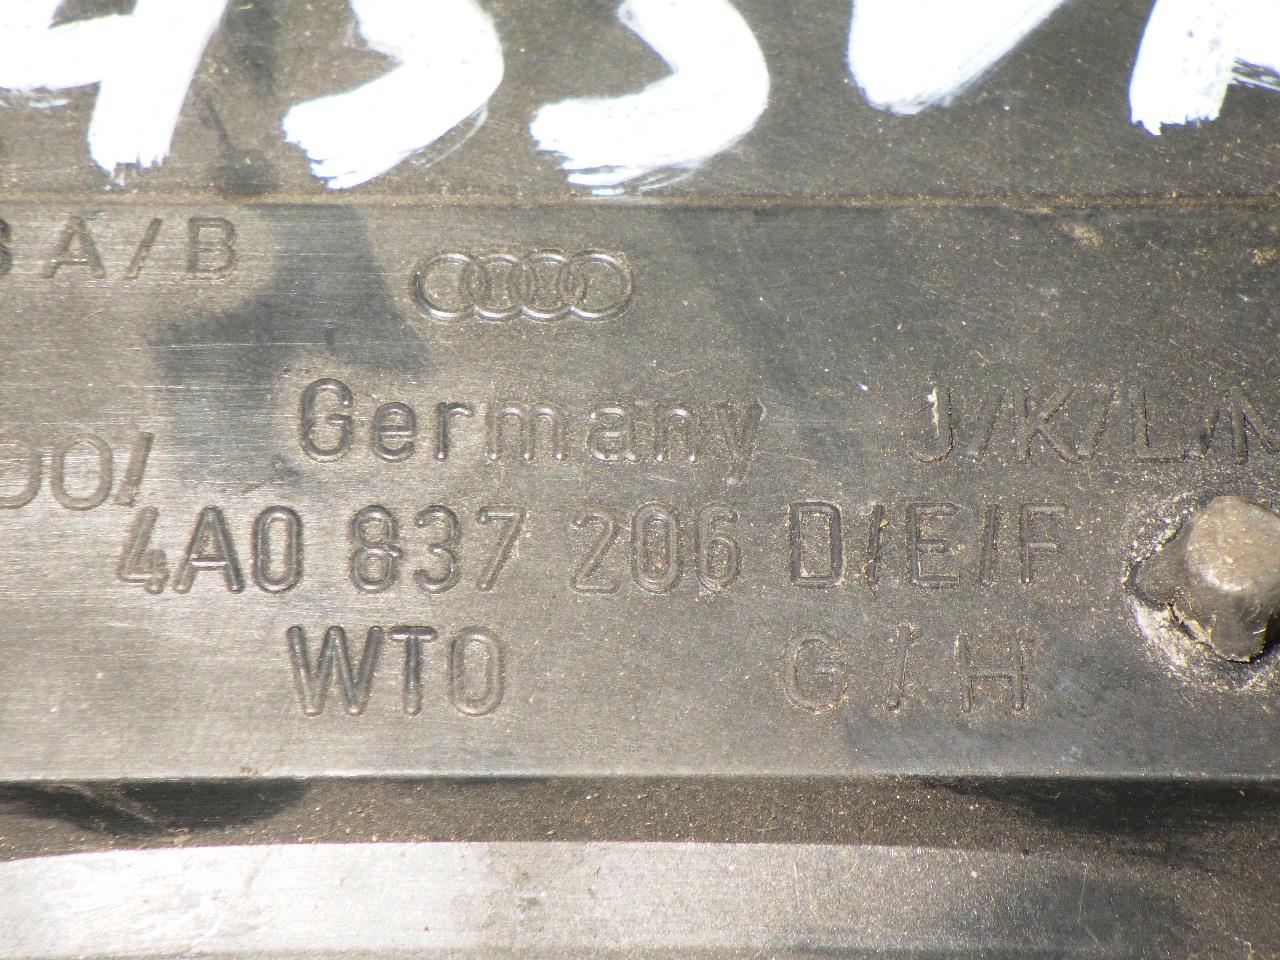 A/B
Germany J/K/L/
4A0 837 206 D/E/F
WTO G/H